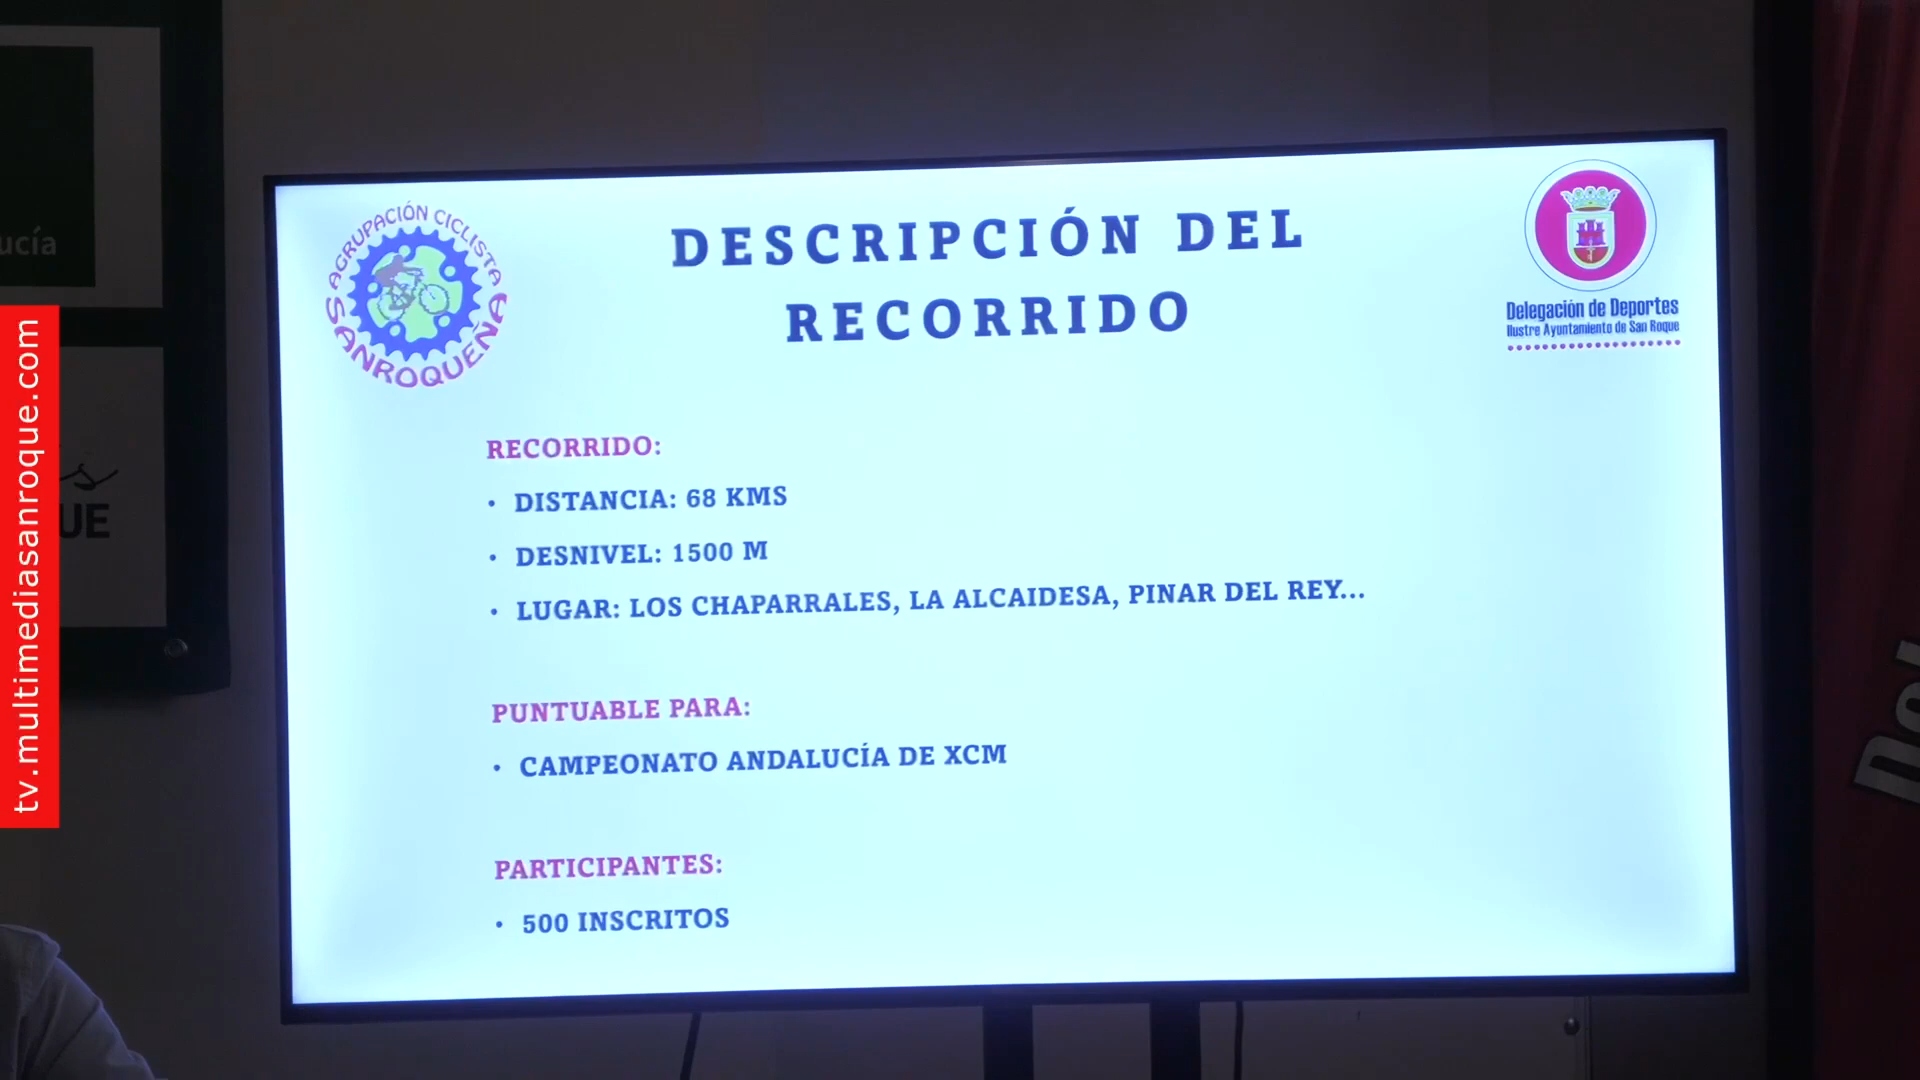 ucía
UE
tv.multimediasanroque.com
AGRUPACIÓN CICLISTA
SANROQUEÑA
DESCRIPCIÓN DEL
RECORRIDO
Delegación de Deportes
Ilustre Ayuntamiento de San Roque
RECORRIDO:
• DISTANCIA: 68 KMS
• DESNIVEL: 1500 M
• LUGAR: LOS CHAPARRALES, LA ALCAIDESA, PINAR DEL REY...
PUNTUABLE PARA:
• CAMPEONATO ANDALUCÍA DE XCM
PARTICIPANTES:
• 500 INSCRITOS
Del